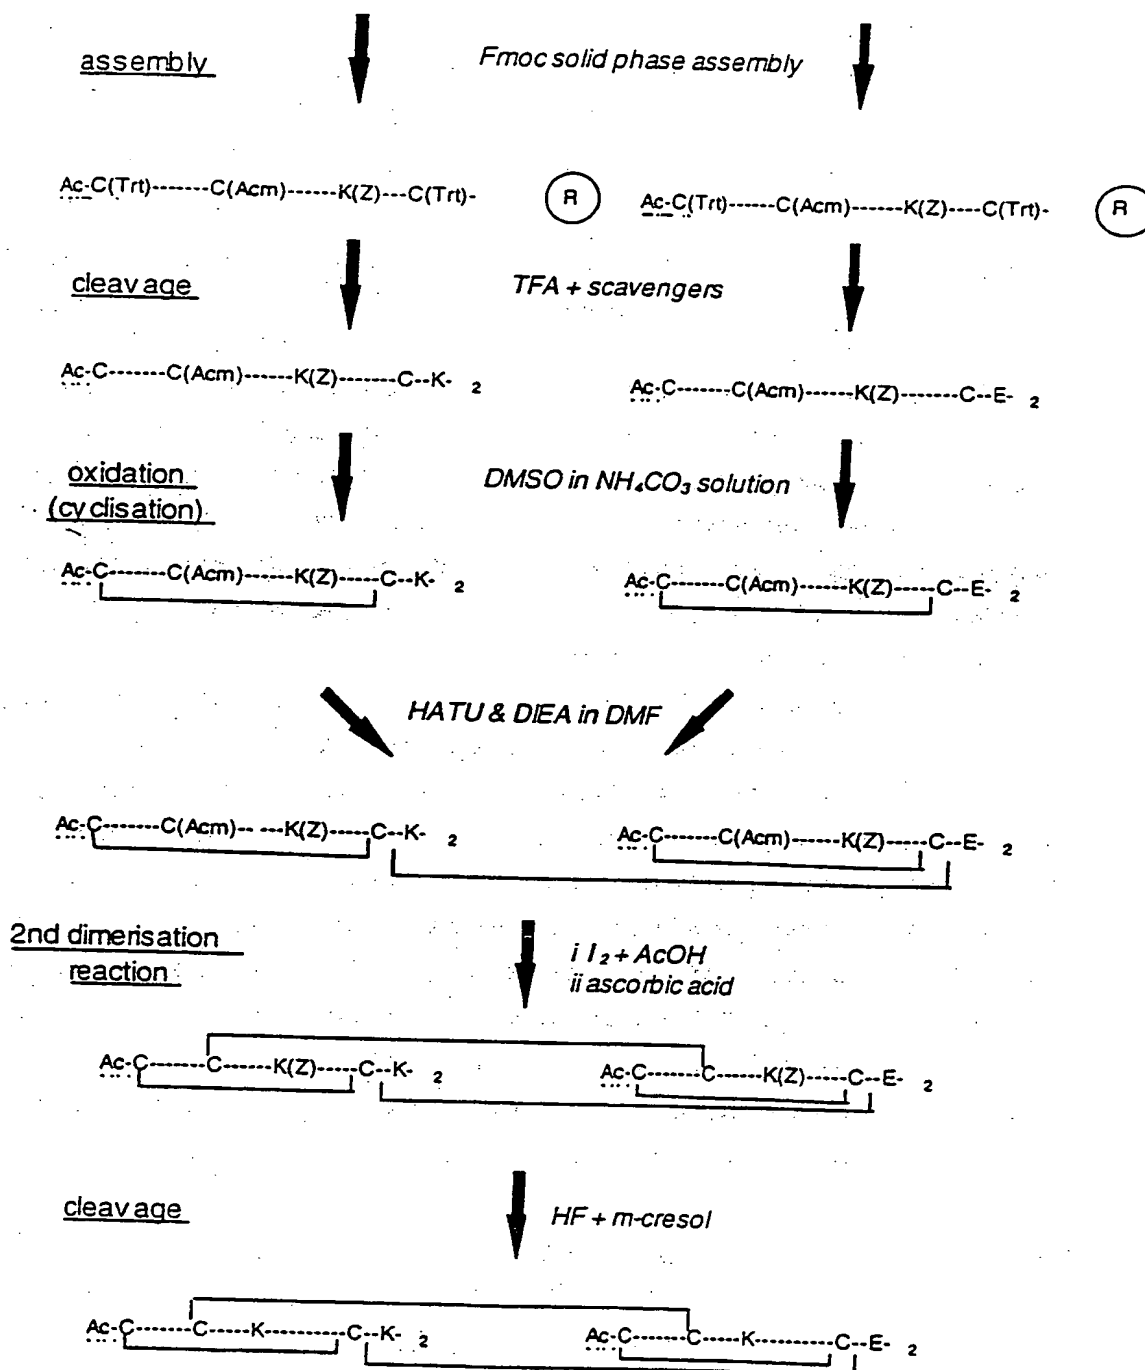 assembly
Fmoc solid phase assembly
Ac-C(Trt)-------C(Acm)------K(Z)---C(Trt)- R
Ac-C(Trt)------C(Acm)------K(Z)----C(Trt)- R
cleavage
TFA + scavengers
Ac-C-------C(Acm)------K(Z)-------C--K- 2
Ac-C-------C(Acm)------K(Z)-------C--E- 2
oxidation
(cyclisation)
DMSO in NH₄CO₃ solution
Ac-C-------C(Acm)------K(Z)-----C--K- 2
Ac-C-------C(Acm)------K(Z)-----C--E- 2
HATU & DIEA in DMF
Ac-C-------C(Acm)-- ---K(Z)-----C--K- 2
Ac-C-------C(Acm)------K(Z)-----C--E- 2
2nd dimerisation
reaction
i I₂ + AcOH
ii ascorbic acid
Ac-C-------C------K(Z)-----C--K- 2
Ac-C-------C------K(Z)-----C--E- 2
cleavage
HF + m-cresol
Ac-C-------C-----K---------C--K- 2
Ac-C------C-----K----------C--E- 2